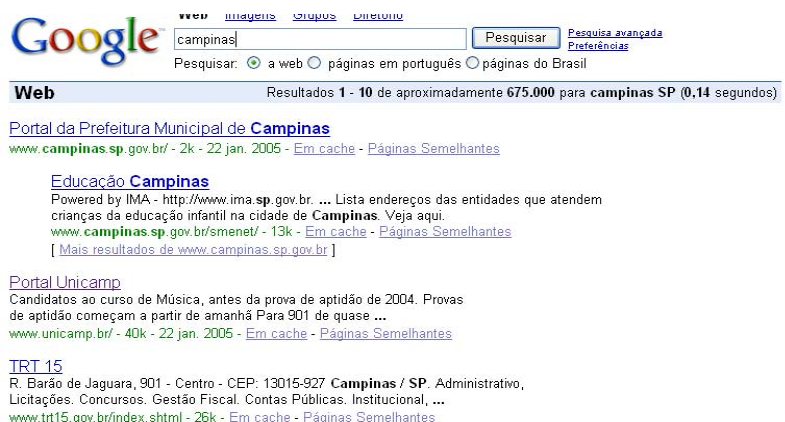 Web Imagens Grupos Diretório
Google™
campinas
Pesquisar
Pesquisa avançada
Preferências
Pesquisar: a web páginas em português páginas do Brasil
Web Resultados 1 - 10 de aproximadamente 675.000 para campinas SP (0,14 segundos)
Portal da Prefeitura Municipal de Campinas
www.campinas.sp.gov.br/ - 2k - 22 jan. 2005 - Em cache - Páginas Semelhantes
Educação Campinas
Powered by IMA - http://www.ima.sp.gov.br. ... Lista endereços das entidades que atendem
crianças da educação infantil na cidade de Campinas. Veja aqui.
www.campinas.sp.gov.br/smenet/ - 13k - Em cache - Páginas Semelhantes
[ Mais resultados de www.campinas.sp.gov.br ]
Portal Unicamp
Candidatos ao curso de Música, antes da prova de aptidão de 2004. Provas
de aptidão começam a partir de amanhã Para 901 de quase ...
www.unicamp.br/ - 40k - 22 jan. 2005 - Em cache - Páginas Semelhantes
TRT 15
R. Barão de Jaguara, 901 - Centro - CEP: 13015-927 Campinas / SP. Administrativo,
Licitações. Concursos. Gestão Fiscal. Contas Públicas. Institucional, ...
www.trt15.gov.br/index.shtml - 26k - Em cache - Páginas Semelhantes